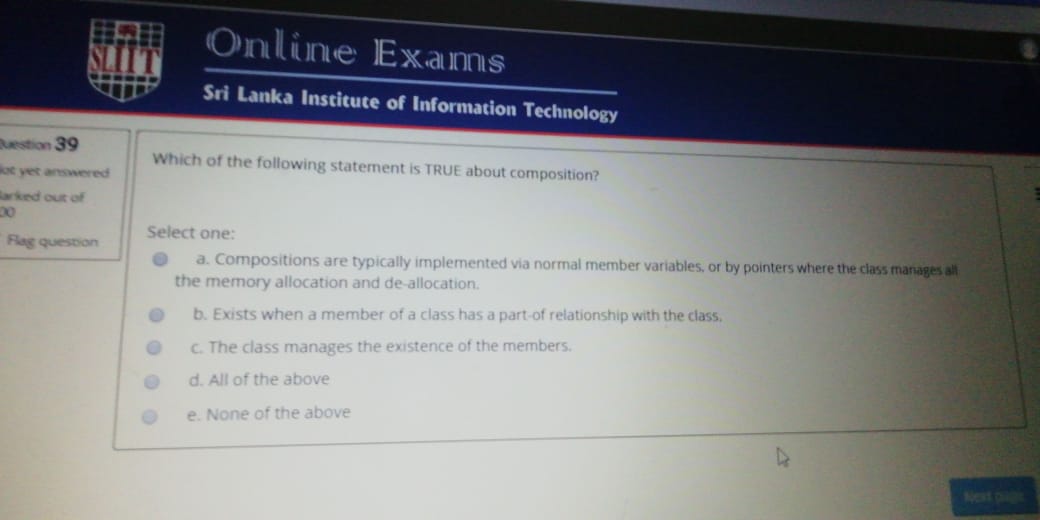 SLIIT
Online Exams
Sri Lanka Institute of Information Technology
Question 39
yet answered
out of
00
Flag question
Which of the following statement is TRUE about composition?
Select one:
a. Compositions are typically implemented via normal member variables, or by pointers where the class manages all
the memory allocation and de-allocation.
b. Exists when a member of a class has a part-of relationship with the class.
c. The class manages the existence of the members.
d. All of the above
e. None of the above
Next page